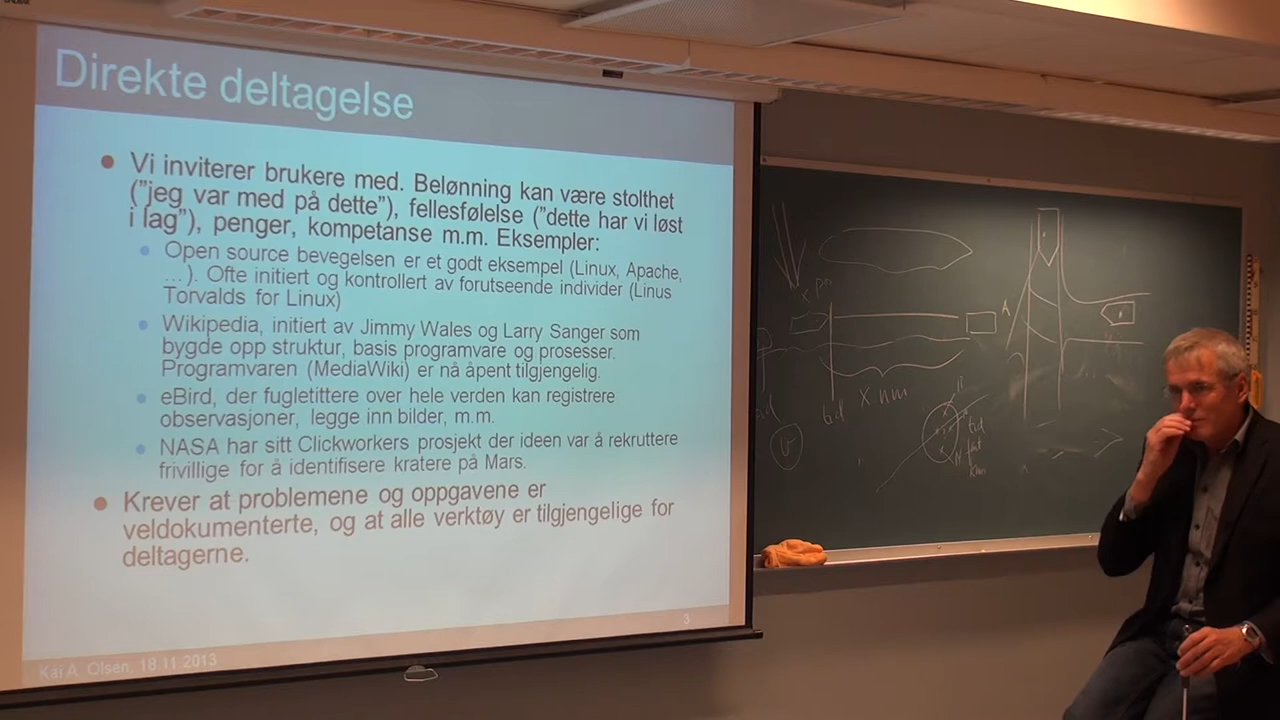 Direkte deltagelse
Vi inviterer brukere med. Belønning kan være stolthet
("jeg var med på dette"), fellesfølelse ("dette har vi løst
i lag"), penger, kompetanse m.m. Eksempler:
Open source bevegelsen er et godt eksempel (Linux, Apache,
…). Ofte initiert og kontrollert av forutseende individer (Linus
Torvalds for Linux)
Wikipedia, initiert av Jimmy Wales og Larry Sanger som
bygde opp struktur, basis programvare og prosesser.
Programvaren (MediaWiki) er nå åpent tilgjengelig.
eBird, der fugletittere over hele verden kan registrere
observasjoner, legge inn bilder, m.m.
NASA har sitt Clickworkers prosjekt der ideen var å rekruttere
frivillige for å identifisere kratere på Mars.
Krever at problemene og oppgavene er
veldokumenterte, og at alle verktøy er tilgjengelige for
deltagerne.
Kai A. Olsen, 18.11.2013
3
A
x nm
tid